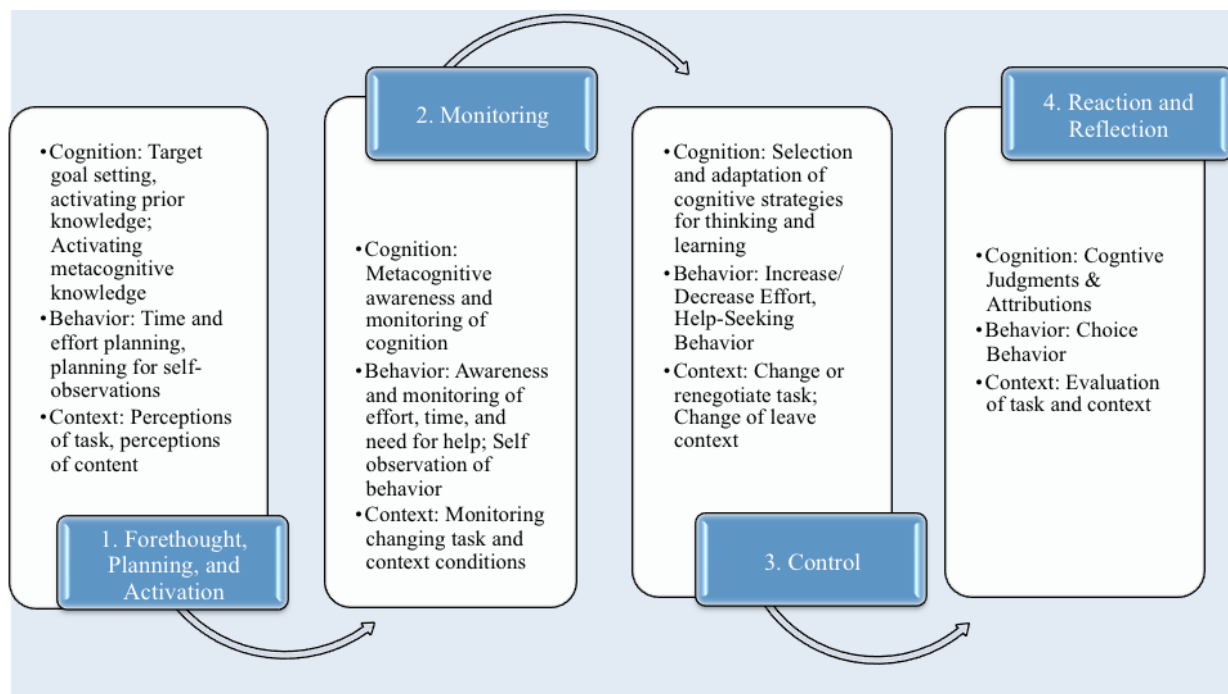 •Cognition: Target
goal setting,
activating prior
knowledge;
Activating
metacognitive
knowledge
•Behavior: Time and
effort planning,
planning for self-
observations
•Context: Perceptions
of task, perceptions
of content
1. Forethought,
Planning, and
Activation
2. Monitoring
•Cognition:
Metacognitive
awareness and
monitoring of
cognition
•Behavior: Awareness
and monitoring of
effort, time, and
need for help; Self
observation of
behavior
•Context: Monitoring
changing task and
context conditions
•Cognition: Selection
and adaptation of
cognitive strategies
for thinking and
learning
•Behavior: Increase/
Decrease Effort,
Help-Seeking
Behavior
•Context: Change or
renegotiate task;
Change of leave
context
3. Control
4. Reaction and
Reflection
•Cognition: Cogntive
Judgments &
Attributions
•Behavior: Choice
Behavior
•Context: Evaluation
of task and context